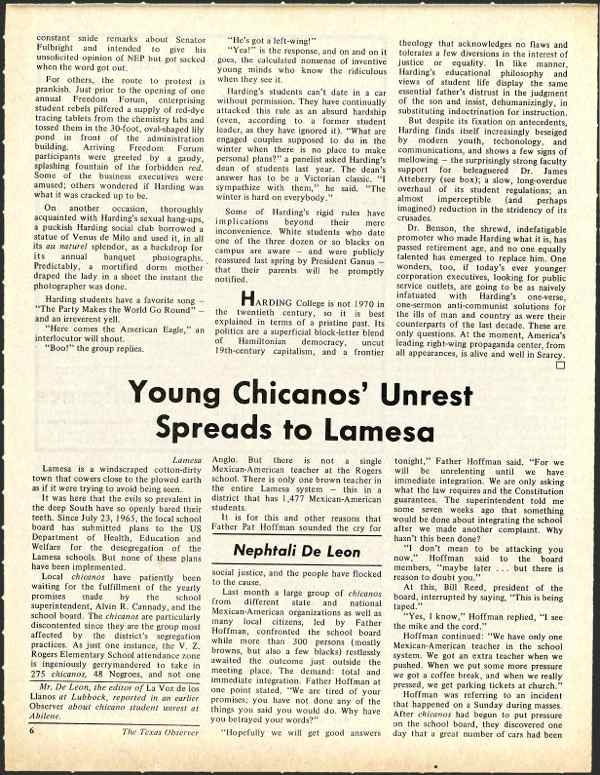 constant snide remarks about Senator
Fulbright and intended to give his
unsolicited opinion of NEP but got sacked
when the word got out.
For others, the route to protest is
prankish. Just prior to the opening of one
annual Freedom Forum, enterprising
student rebels pilfered a supply of red-dye
tracing tablets from the chemistry labs and
tossed them in the 30-foot, oval-shaped lily
pond in front of the administration
building. Arriving Freedom Forum
participants were greeted by a gaudy,
splashing fountain of the forbidden red.
Some of the business executives were
amused; others wondered if Harding was
what it was cracked up to be.
On another occasion, thoroughly
acquainted with Harding's sexual hang-ups,
a puckish Harding social club borrowed a
statue of Venus de Milo and used it, in all
its au naturel splendor, as a backdrop for
its annual banquet photographs.
Predictably, a mortified dorm mother
draped the lady in a sheet the instant the
photographer was done.
Harding students have a favorite song —
"The Party Makes the World Go Round" —
and an irreverent yell.
"Here comes the American Eagle," an
interlocutor will shout.
"Boo!" the group replies.
"He's got a left-wing!"
"Yea!" is the response, and on and on it
goes, the calculated nonsense of inventive
young minds who know the ridiculous
when they see it.
Harding's students can't date in a car
without permission. They have continually
attacked this rule as an absurd hardship
(even, according to a former student
leader, as they have ignored it). "What are
engaged couples supposed to do in the
winter when there is no place to make
personal plans?" a panelist asked Harding's
dean of students last year. The dean's
answer has to be a Victorian classic. "I
sympathize with them," he said. "The
winter is hard on everybody."
Some of Harding's rigid rules have
implications beyond their mere
inconvenience. White students who date
one of the three dozen or so blacks on
campus are aware — and were publicly
reassured last spring by President Ganus —
that their parents will be promptly
notified.
HARDING College is not 1970 in
the twentieth century, so it is best
explained in terms of a pristine past. Its
politics are a superficial block-letter blend
of Hamiltonian democracy, uncut
19th-century capitalism, and a frontier
theology that acknowledges no flaws and
tolerates a few diversions in the interest of
justice or equality. In like manner,
Harding's educational philosophy and
views of student life display the same
essential father's distrust in the judgment
of the son and insist, dehumanizingly, in
substituting indoctrination for instruction.
But despite its fixation on antecedents,
Harding finds itself increasingly beseiged
by modern youth, techonology, and
communications, and shows a few signs of
mellowing — the surprisingly strong faculty
support for beleaguered Dr. James
Atteberry (see box); a slow, long-overdue
overhaul of its student regulations; an
almost imperceptible (and perhaps
imagined) reduction in the stridency of its
crusades.
Dr. Benson, the shrewd, indefatigable
promoter who made Harding what it is, has
passed retirement age, and no one equally
talented has emerged to replace him. One
wonders, too, if today's ever younger
corporation executives, looking for public
service outlets, are going to be as naively
infatuated with Harding's one-verse,
one-sermon anti-communist solutions for
the ills of man and country as were their
counterparts of the last decade. These are
only questions. At the moment, America's
leading right-wing propaganda center, from
all appearances, is alive and well in Searcy.
Young Chicanos' Unrest
Spreads to Lamesa
Lamesa
Lamesa is a windscraped cotton-dirty
town that cowers close to the plowed earth
as if it were trying to avoid being seen.
It was here that the evils so prevalent in
the deep South have so openly bared their
teeth. Since July 23, 1965, the local school
board has submitted plans to the US
Department of Health, Education and
Welfare for the desegregation of the
Lamesa schools. But none of these plans
have been implemented.
Local chicanos have patiently been
waiting for the fulfillment of the yearly
promises made by the school
superintendent, Alvin R. Cannady, and the
school board. The chicanos are particularly
discontented since they are the group most
affected by the district's segregation
practices. As just one instance, the V. Z.
Rogers Elementary School attendance zone
is ingeniously gerrymandered to take in
275 chicanos, 48 Negroes, and not one
Mr. De Leon, the editor of La Voz de los
Llanos at Lubbock, reported in an earlier
Observer about chicano student unrest at
Abilene.
6
The Texas Observer
Anglo. But there is not a single
Mexican-American teacher at the Rogers
school. There is only one brown teacher in
the entire Lamesa system — this in a
district that has 1,477 Mexican-American
students.
It is for this and other reasons that
Father Pat Hoffman sounded the cry for
Nephtali De Leon
social justice, and the people have flocked
to the cause.
Last month a large group of chicanos
from different state and national
Mexican-American organizations as well as
many local citizens, led by Father
Hoffman, confronted the school board
while more than 300 persons (mostly
browns, but also a few blacks) restlessly
awaited the outcome just outside the
meeting place. The demand: total and
immediate integration. Father Hoffman at
one point stated, "We are tired of your
promises; you have not done any of the
things you said you would do. Why have
you betrayed your words?"
"Hopefully we will get good answers
tonight," Father Hoffman said. "For we
will be unrelenting until we have
immediate integration. We are only asking
what the law requires and the Constitution
guarantees. The superintendent told me
some seven weeks ago that something
would be done about integrating the school
after we made another complaint. Why
hasn't this been done?
"I don't mean to be attacking you
now," Hoffman said to the board
members, "maybe later . . . but there is
reason to doubt you."
At this, Bill Reed, president of the
board, interrupted by saying, "This is being
taped."
"Yes, I know," Hoffman replied, "I see
the mike and the cord."
Hoffman continued: "We have only one
Mexican-American teacher in the school
system. We got an extra teacher when we
pushed. When we put some more pressure
we got a coffee break, and when we really
pressed, we get parking tickets at church."
Hoffman was referring to an incident
that happened on a Sunday during masses.
After chicanos had begun to put pressure
on the school board, they discovered one
day that a great number of cars had been